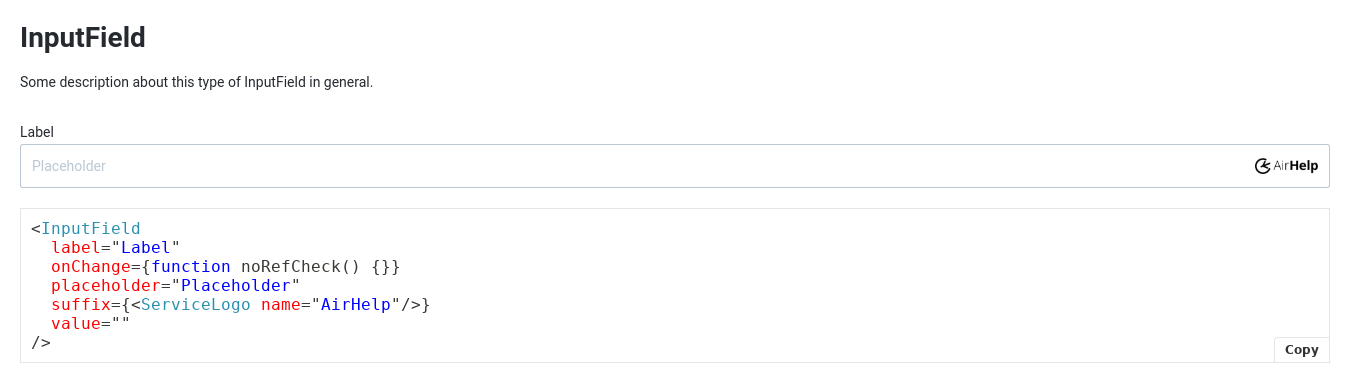 InputField
Some description about this type of InputField in general.
Label
Placeholder AirHelp
<InputField
  label="Label"
  onChange={function noRefCheck() {}}
  placeholder="Placeholder"
  suffix={<ServiceLogo name="AirHelp"/>}
  value=""
/>
Copy